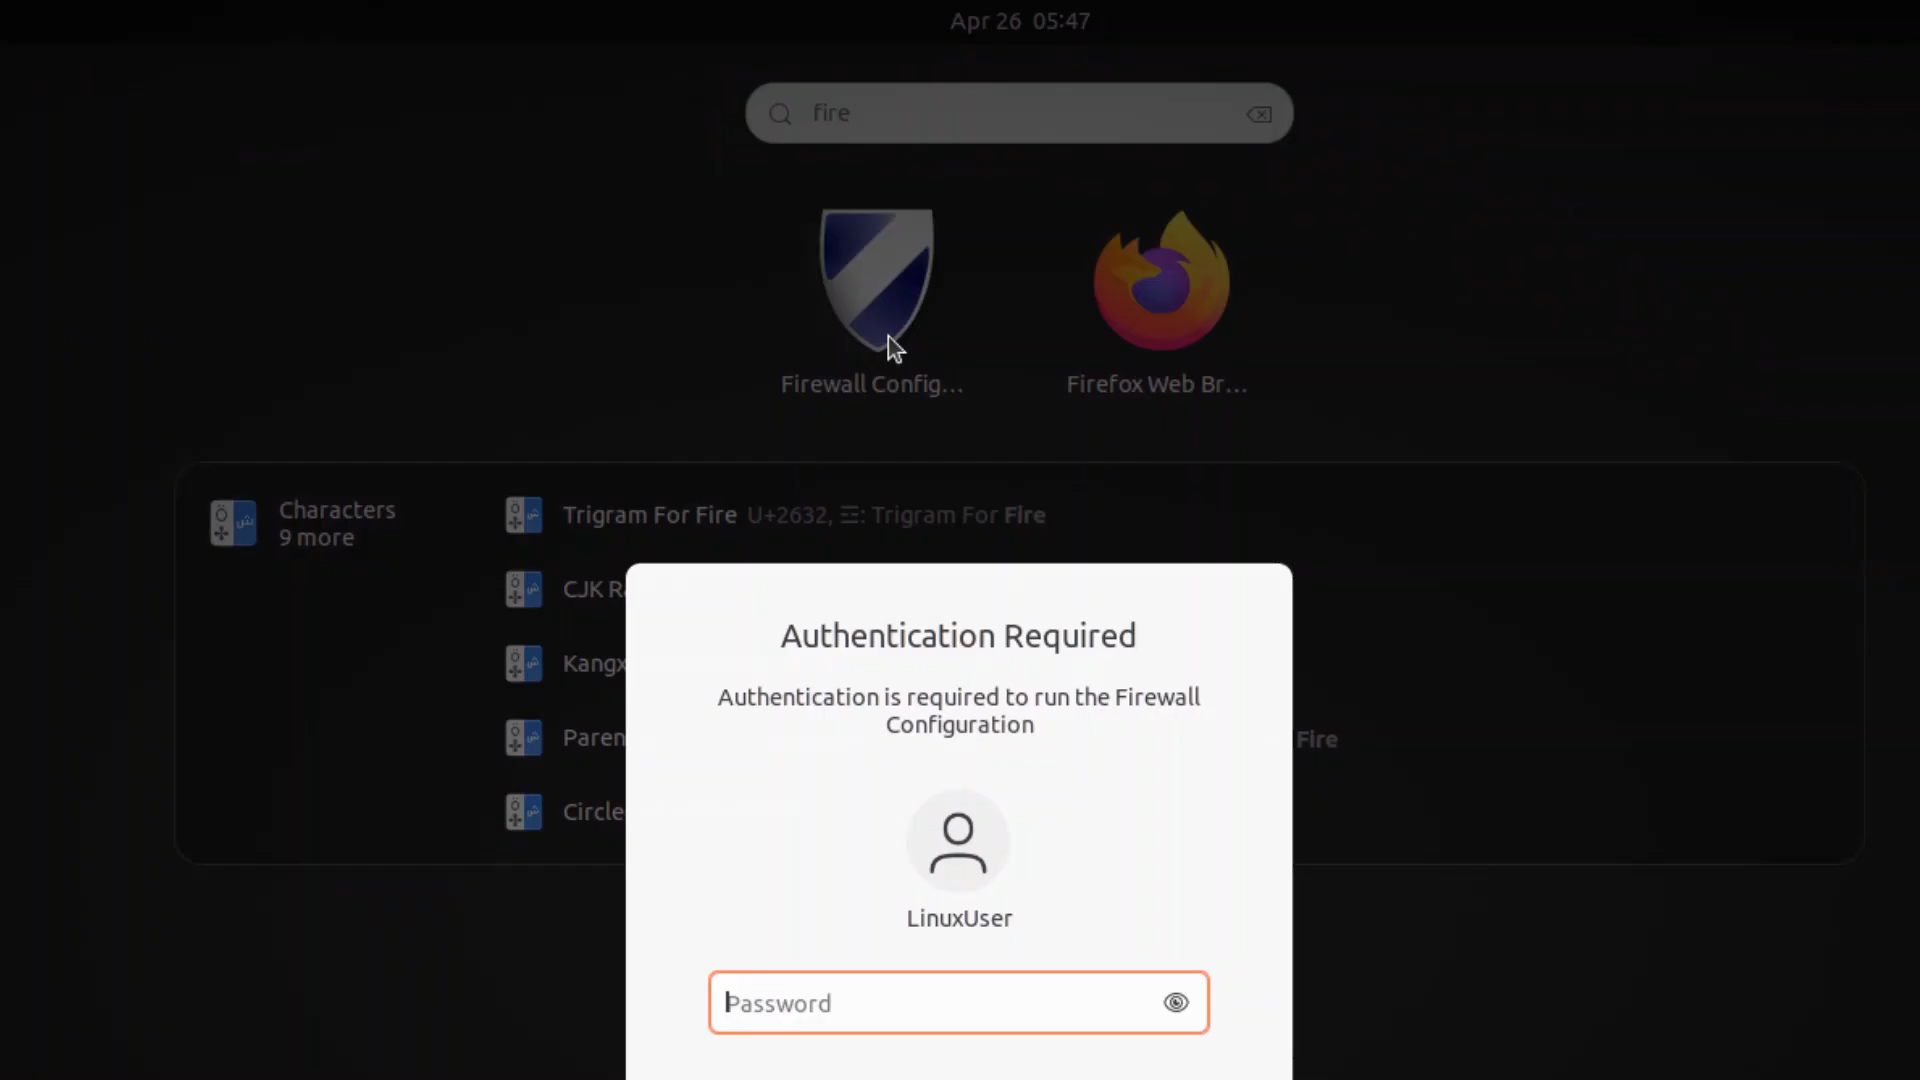 Apr 26 05:47
fire
Firewall Config...
Firefox Web Br...
Characters
9 more
Trigram For Fire U+2632, ☲: Trigram For Fire
CJK R
Kangx
Paren
Fire
Circle
Authentication Required
Authentication is required to run the Firewall
Configuration
LinuxUser
Password